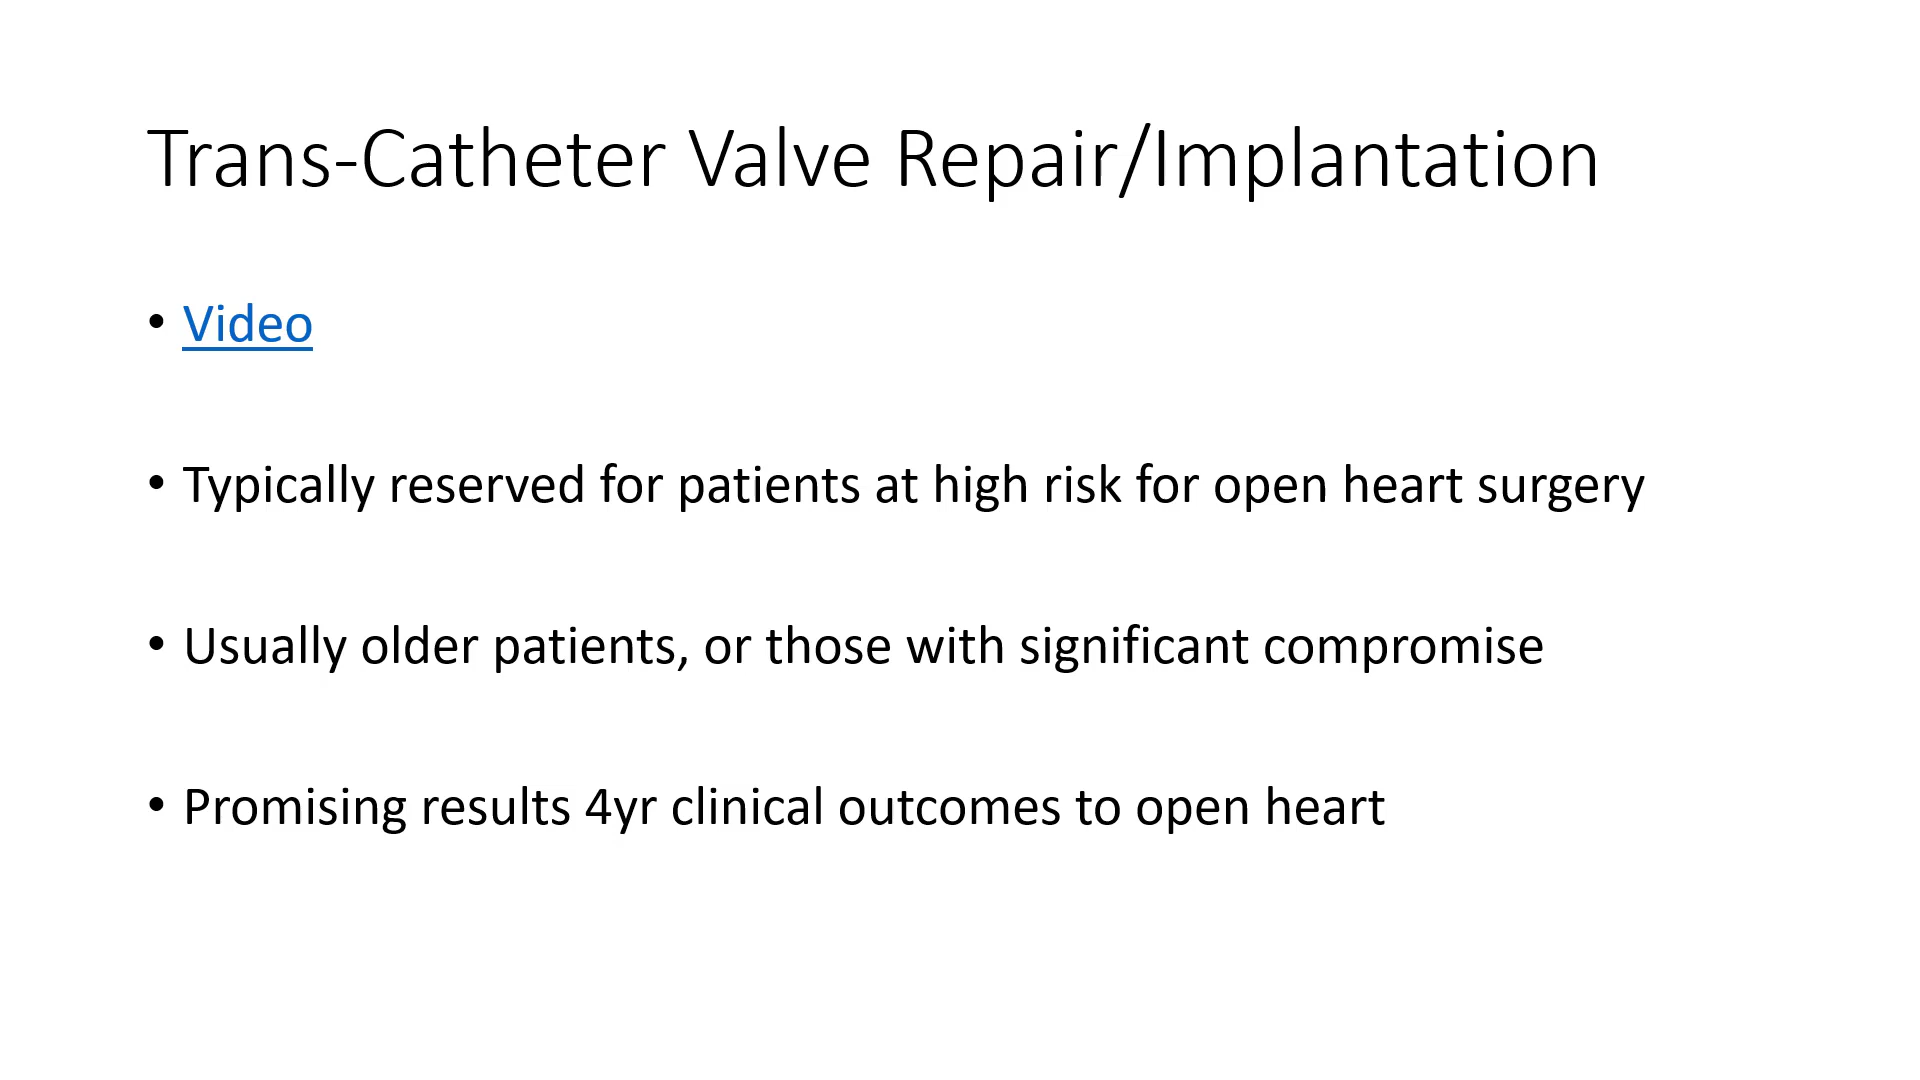 Trans-Catheter Valve Repair/Implantation
• Video
• Typically reserved for patients at high risk for open heart surgery
• Usually older patients, or those with significant compromise
• Promising results 4yr clinical outcomes to open heart